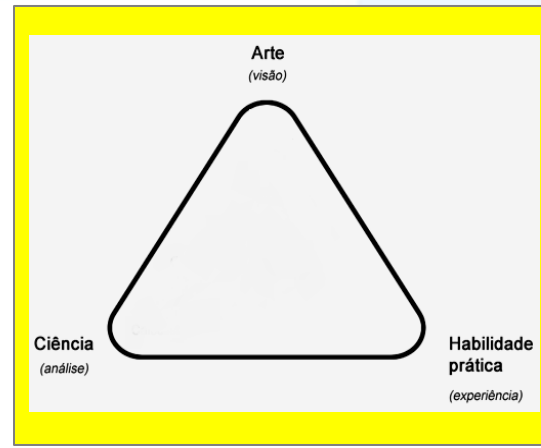 Arte
(visão)
Ciência
(análise)
Habilidade
prática
(experiência)